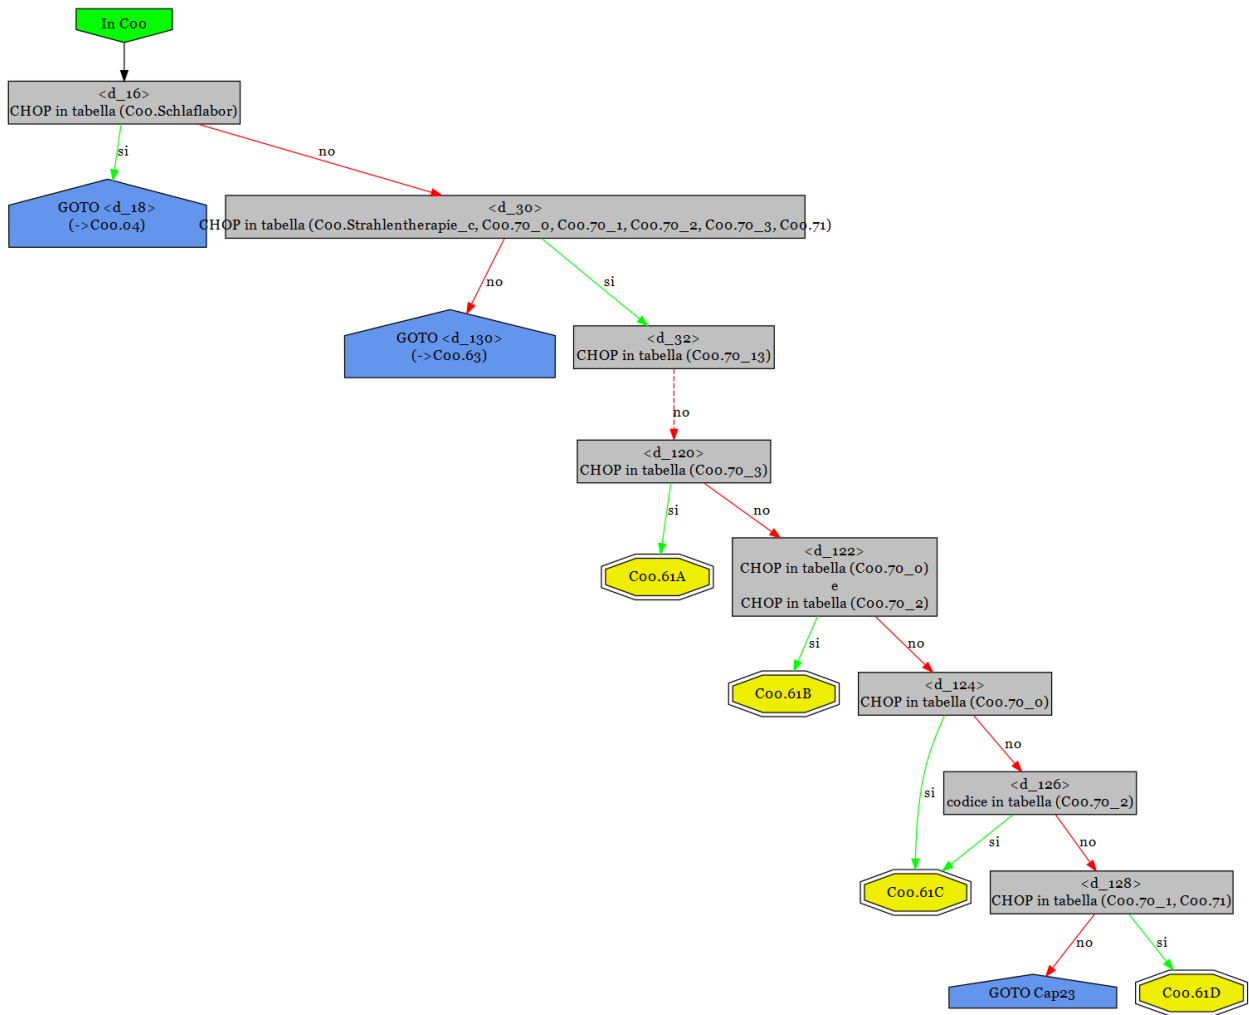 In C00
<d_16>
CHOP in tabella (C00.Schlaflabor)
si
no
GOTO <d_18>
(->C00.04)
<d_30>
CHOP in tabella (C00.Strahlentherapie_c, C00.70_0, C00.70_1, C00.70_2, C00.70_3, C00.71)
no
si
GOTO <d_130>
(->C00.63)
<d_32>
CHOP in tabella (C00.70_13)
no
<d_120>
CHOP in tabella (C00.70_3)
si
no
C00.61A
<d_122>
CHOP in tabella (C00.70_0)
e
CHOP in tabella (C00.70_2)
si
no
C00.61B
<d_124>
CHOP in tabella (C00.70_0)
no
si
<d_126>
codice in tabella (C00.70_2)
si
no
C00.61C
<d_128>
CHOP in tabella (C00.70_1, C00.71)
no
si
GOTO Cap23
C00.61D